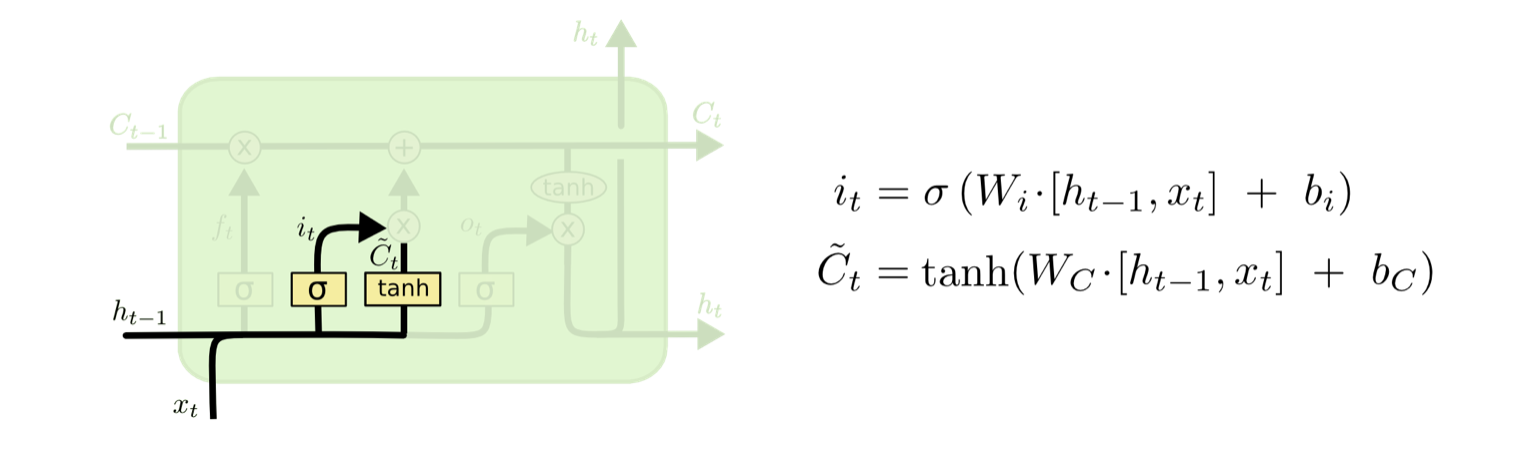 h_t
C_{t-1}
C_t
x
+
tanh
f_t
i_t
x
o_t
x
C̃_t
σ
σ
tanh
σ
h_{t-1}
h_t
x_t
i_t = σ (W_i·[h_{t-1}, x_t] + b_i)
C̃_t = tanh(W_C·[h_{t-1}, x_t] + b_C)